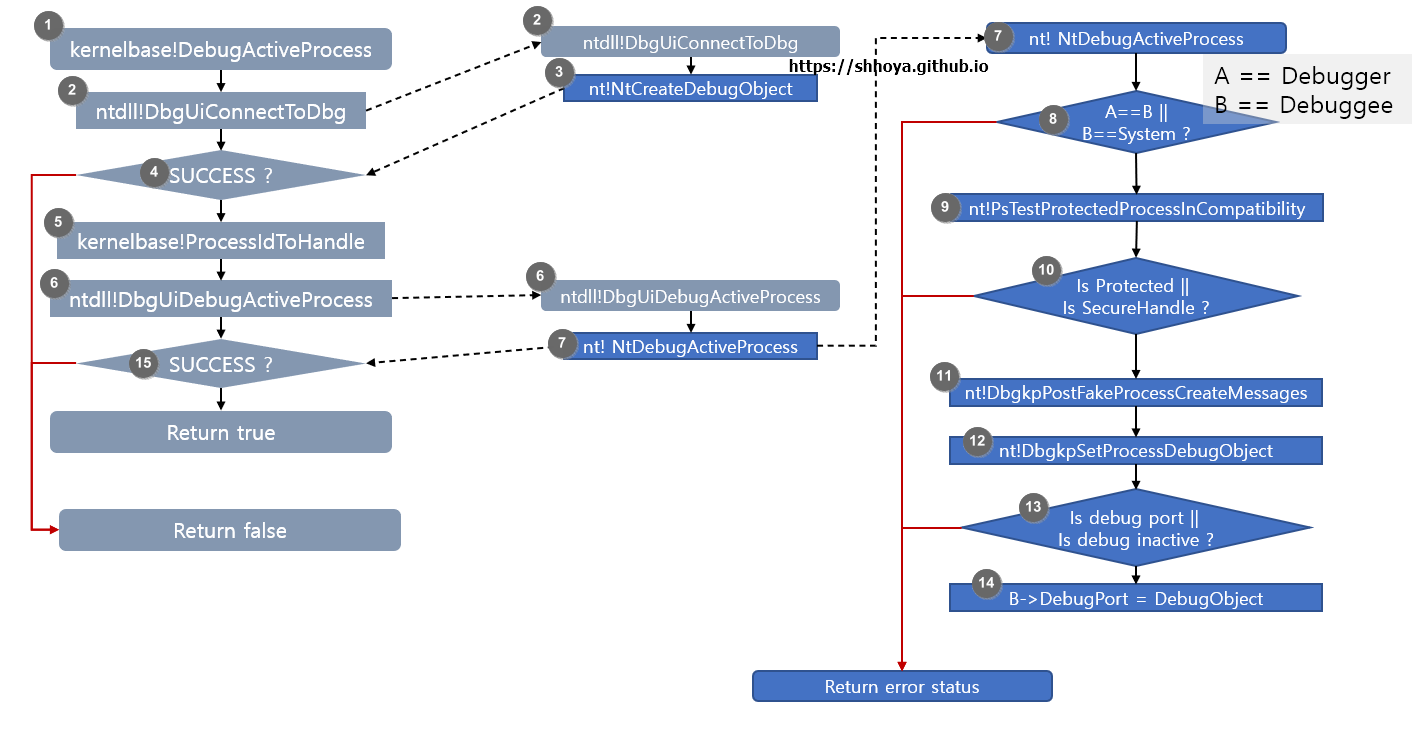 1
kernelbase!DebugActiveProcess
2
ntdll!DbgUiConnectToDbg
4
SUCCESS ?
5
kernelbase!ProcessIdToHandle
6
ntdll!DbgUiDebugActiveProcess
15
SUCCESS ?
Return true
Return false
2
ntdll!DbgUiConnectToDbg
https://shhoya.github.io
3
nt!NtCreateDebugObject
6
ntdll!DbgUiDebugActiveProcess
7
nt! NtDebugActiveProcess
7
nt! NtDebugActiveProcess
A == Debugger
B == Debuggee
8
A==B ||
B==System ?
9
nt!PsTestProtectedProcessInCompatibility
10
Is Protected ||
Is SecureHandle ?
11
nt!DbgkpPostFakeProcessCreateMessages
12
nt!DbgkpSetProcessDebugObject
13
Is debug port ||
Is debug inactive ?
14
B->DebugPort = DebugObject
Return error status